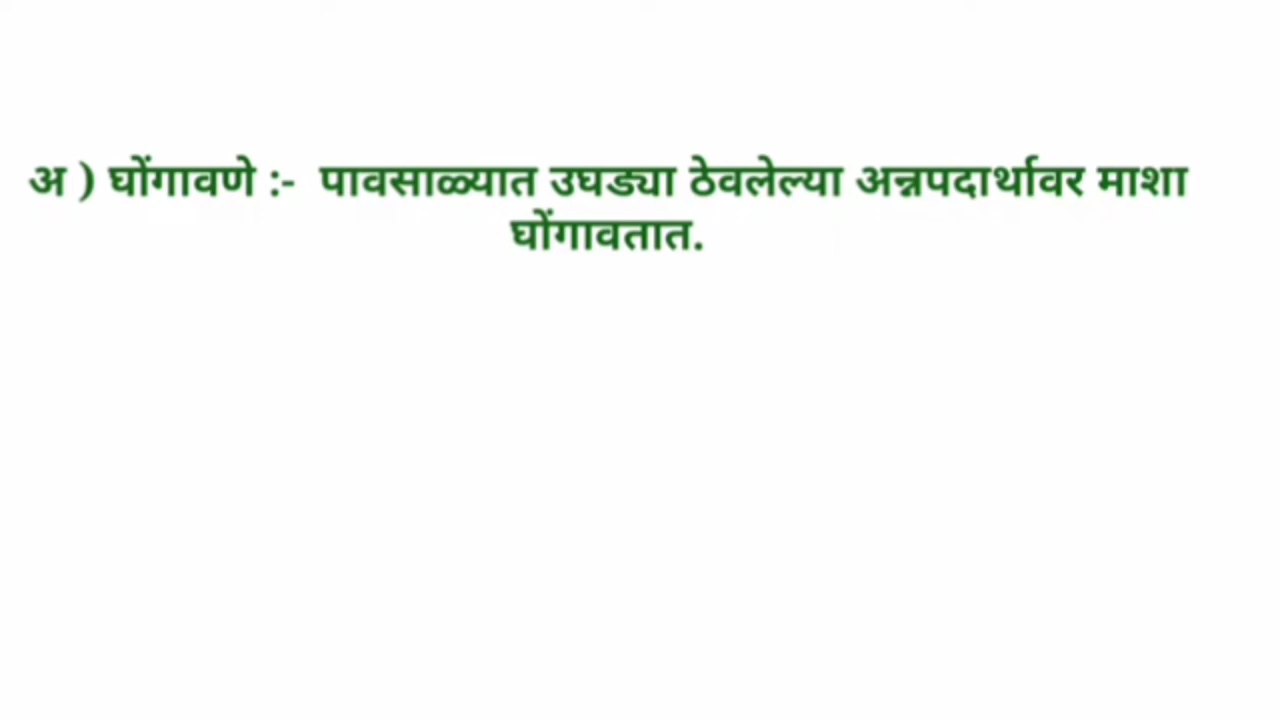 अ ) घोंगावणे :- पावसाळ्यात उघड्या ठेवलेल्या अन्नपदार्थावर माशा
घोंगावतात.